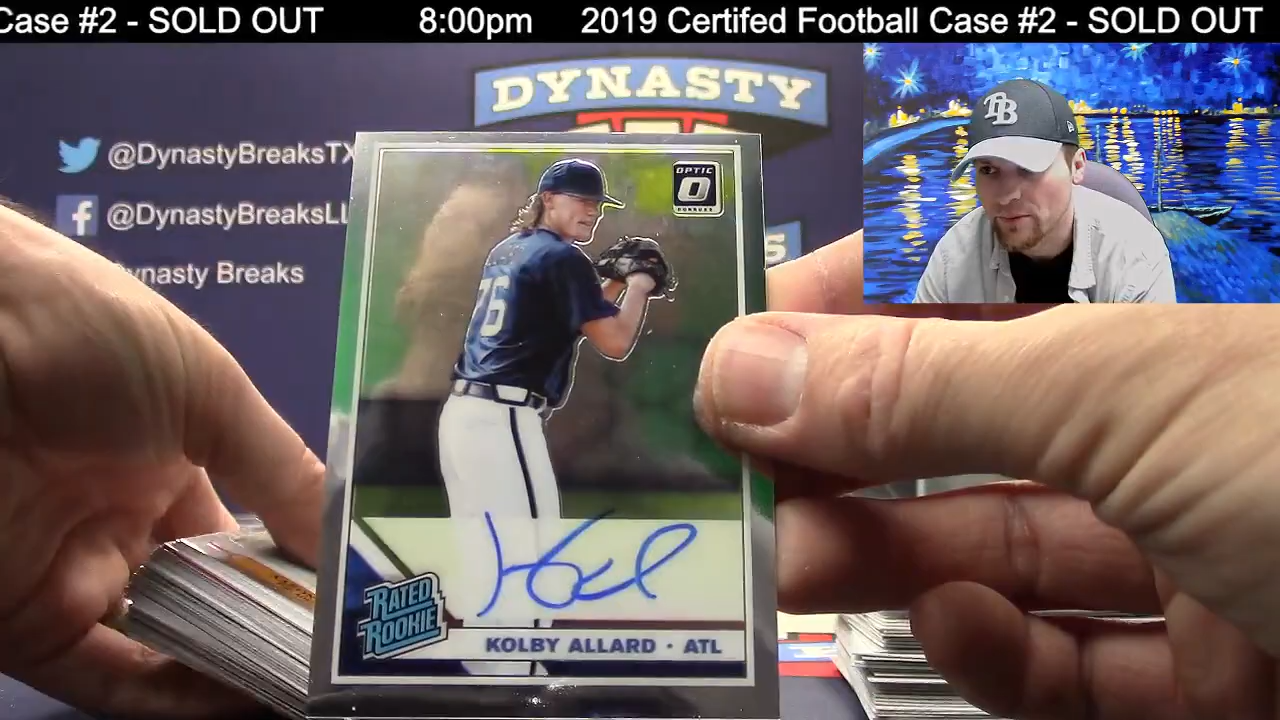 Case #2 - SOLD OUT 8:00pm 2019 Certifed Football Case #2 - SOLD OUT
DYNASTY
@DynastyBreaksTX
@DynastyBreaksLL
ynasty Breaks
TB
OPTIC
O
DONRUSS
76
RATED
ROOKIE
KOLBY ALLARD · ATL